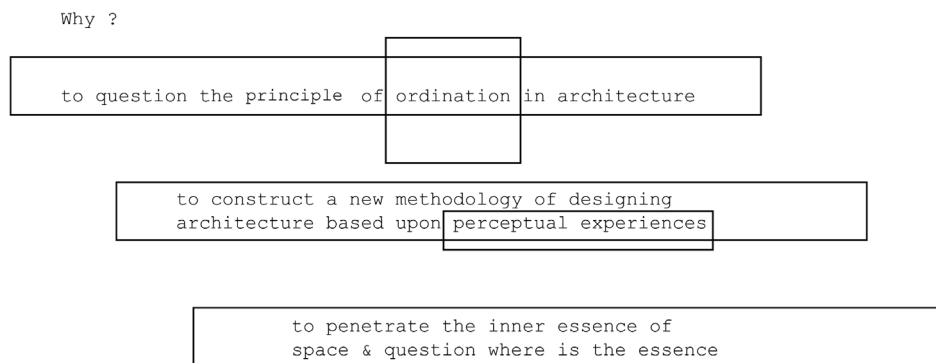 Why ?
to question the principle of ordination in architecture
to construct a new methodology of designing
architecture based upon perceptual experiences
to penetrate the inner essence of
space & question where is the essence